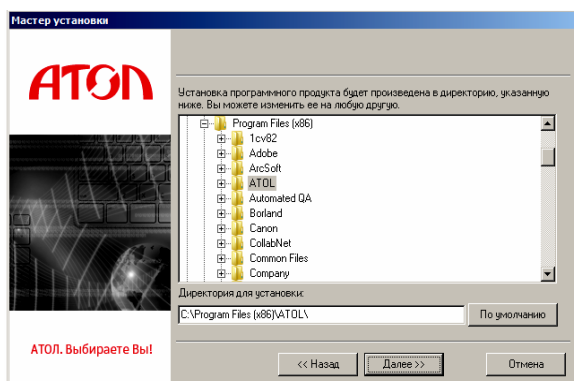 Мастер установки
АТОЛ
Установка программного продукта будет произведена в директорию, указанную
ниже. Вы можете изменить ее на любую другую.
Program Files (x86)
1cv82
Adobe
ArcSoft
ATOL
Automated QA
Borland
Canon
CollabNet
Common Files
Company
Директория для установки:
C:\Program Files (x86)\ATOL\
По умолчанию
АТОЛ. Выбираете Вы!
<< Назад
Далее >>
Отмена